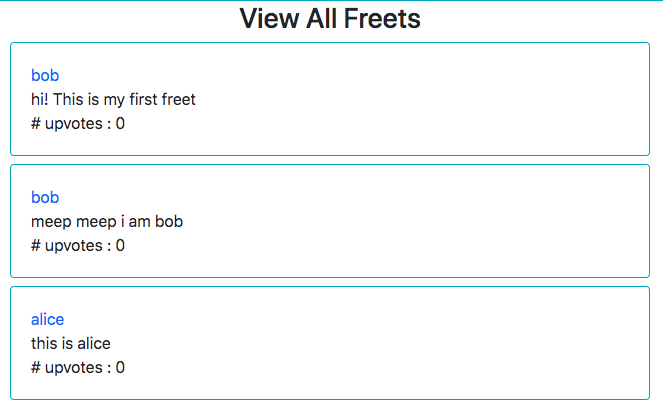 View All Freets
bob
hi! This is my first freet
# upvotes : 0
bob
meep meep i am bob
# upvotes : 0
alice
this is alice
# upvotes : 0